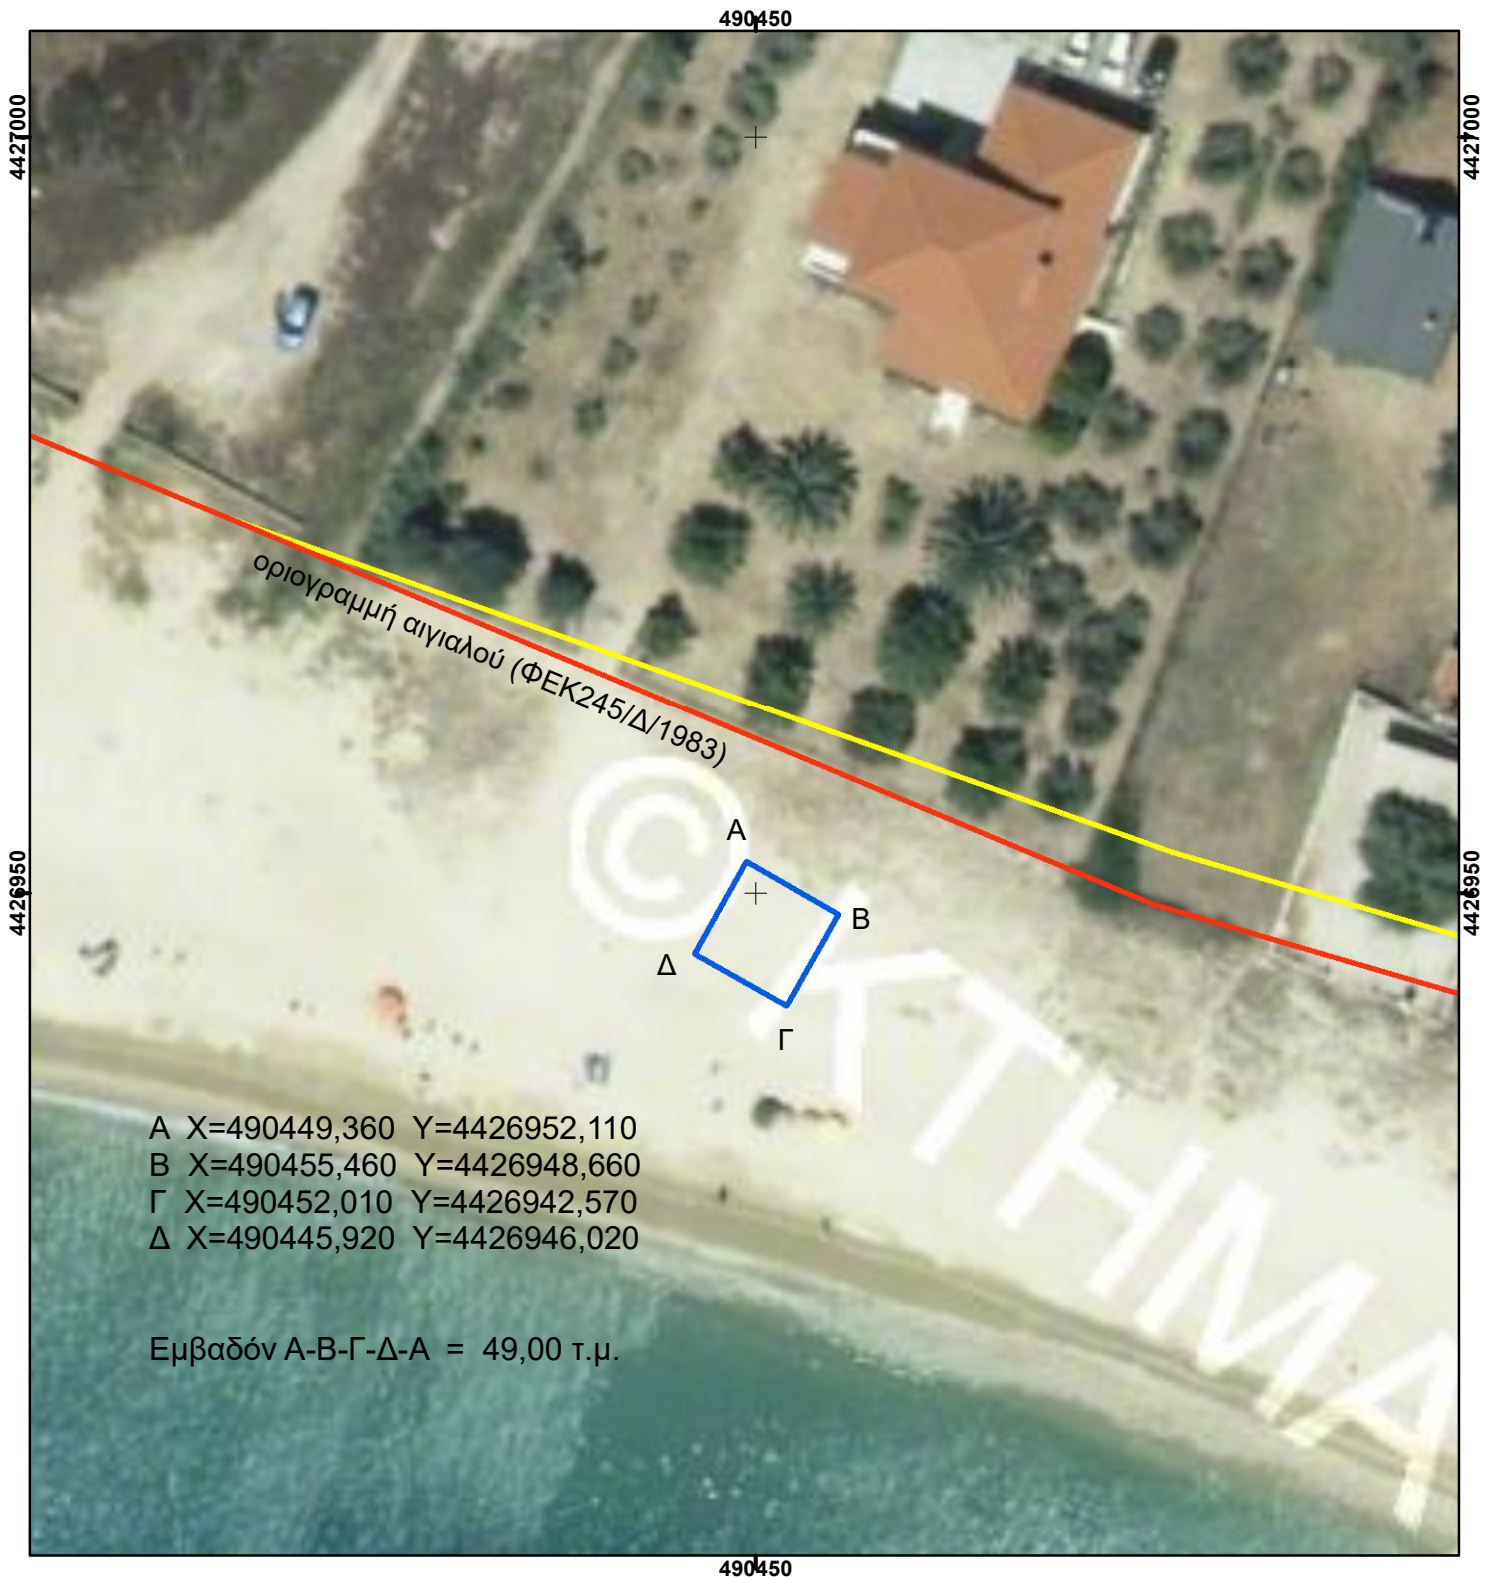 490450
4427000
4427000
οριογραμμή αιγιαλού (ΦΕΚ245/Δ/1983)
Α
4426950
4426950
Β
Δ
Γ
© ΚΤΗΜΑ
Α Χ=490449,360 Υ=4426952,110
Β Χ=490455,460 Υ=4426948,660
Γ Χ=490452,010 Υ=4426942,570
Δ Χ=490445,920 Υ=4426946,020
Εμβαδόν Α-Β-Γ-Δ-Α = 49,00 τ.μ.
490450